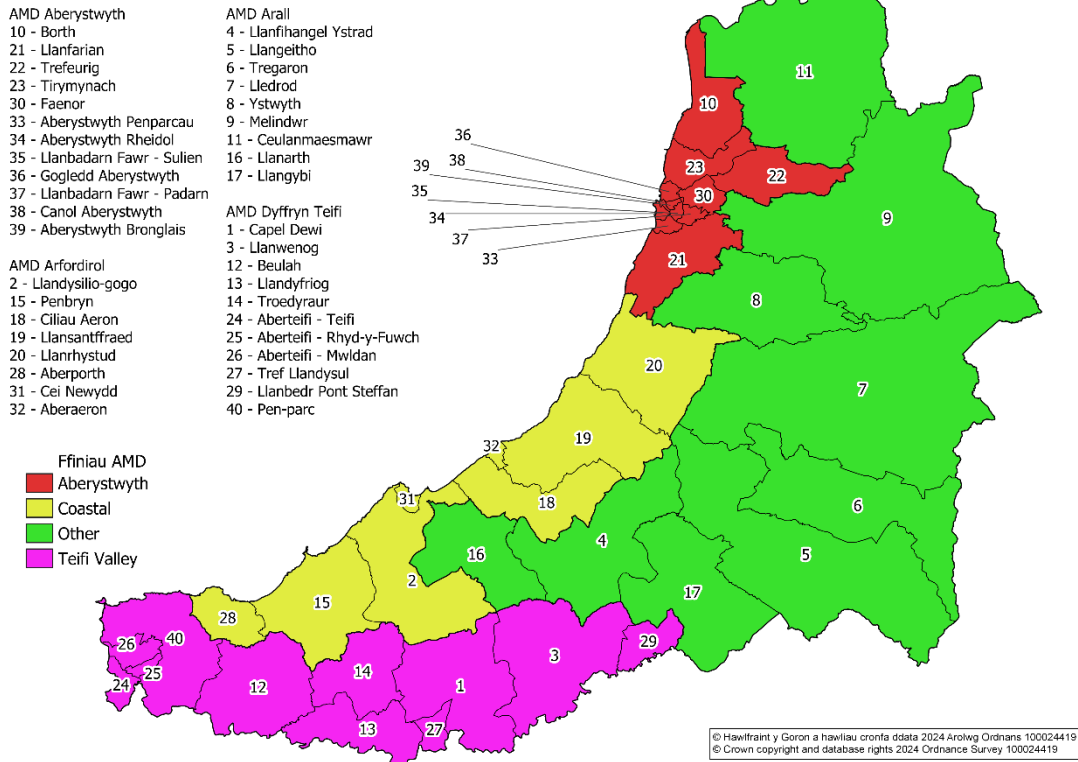 AMD Aberystwyth
10 - Borth
21 - Llanfarian
22 - Trefeurig
23 - Tirymynach
30 - Faenor
33 - Aberystwyth Penparcau
34 - Aberystwyth Rheidol
35 - Llanbadarn Fawr - Sulien
36 - Gogledd Aberystwyth
37 - Llanbadarn Fawr - Padarn
38 - Canol Aberystwyth
39 - Aberystwyth Bronglais
AMD Arfordirol
2 - Llandysilio-gogo
15 - Penbryn
18 - Ciliau Aeron
19 - Llansantffraed
20 - Llanrhystud
28 - Aberporth
31 - Cei Newydd
32 - Aberaeron
AMD Arall
4 - Llanfihangel Ystrad
5 - Llangeitho
6 - Tregaron
7 - Lledrod
8 - Ystwyth
9 - Melindwr
11 - Ceulanmaesmawr
16 - Llanarth
17 - Llangybi
AMD Dyffryn Teifi
1 - Capel Dewi
3 - Llanwenog
12 - Beulah
13 - Llandyfriog
14 - Troedyraur
24 - Aberteifi - Teifi
25 - Aberteifi - Rhyd-y-Fuwch
26 - Aberteifi - Mwldan
27 - Tref Llandysul
29 - Llanbedr Pont Steffan
40 - Pen-parc
Ffiniau AMD
Aberystwyth
Coastal
Other
Teifi Valley
11
10
36
38
39
23
22
35
30
34
9
37
33
21
8
20
7
32
19
31
18
6
16
4
5
2
17
15
28
40
29
26
3
14
25
24
12
1
13
27
© Hawlfraint y Goron a hawliau cronfa ddata 2024 Arolwg Ordnans 100024419
© Crown copyright and database rights 2024 Ordnance Survey 100024419